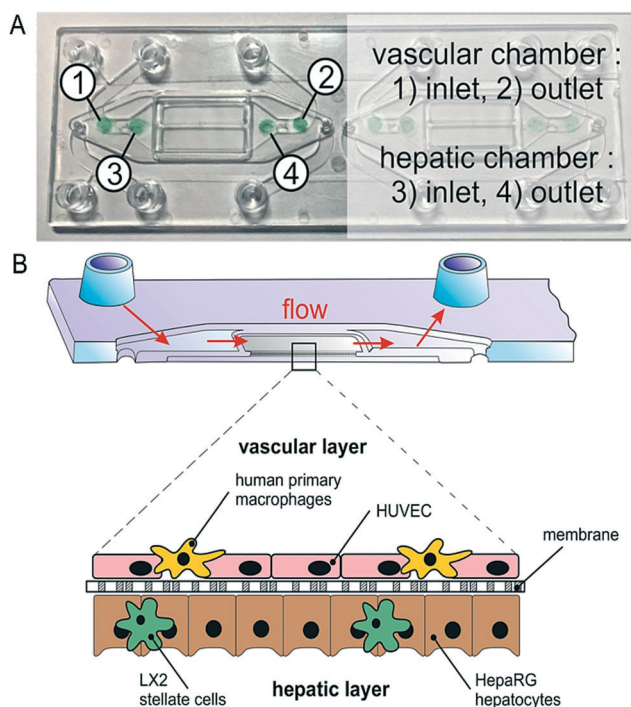 A
vascular chamber :
1) inlet, 2) outlet
hepatic chamber :
3) inlet, 4) outlet
1
2
3
4
B
flow
vascular layer
human primary
macrophages
HUVEC
membrane
LX2
stellate cells
hepatic layer
HepaRG
hepatocytes